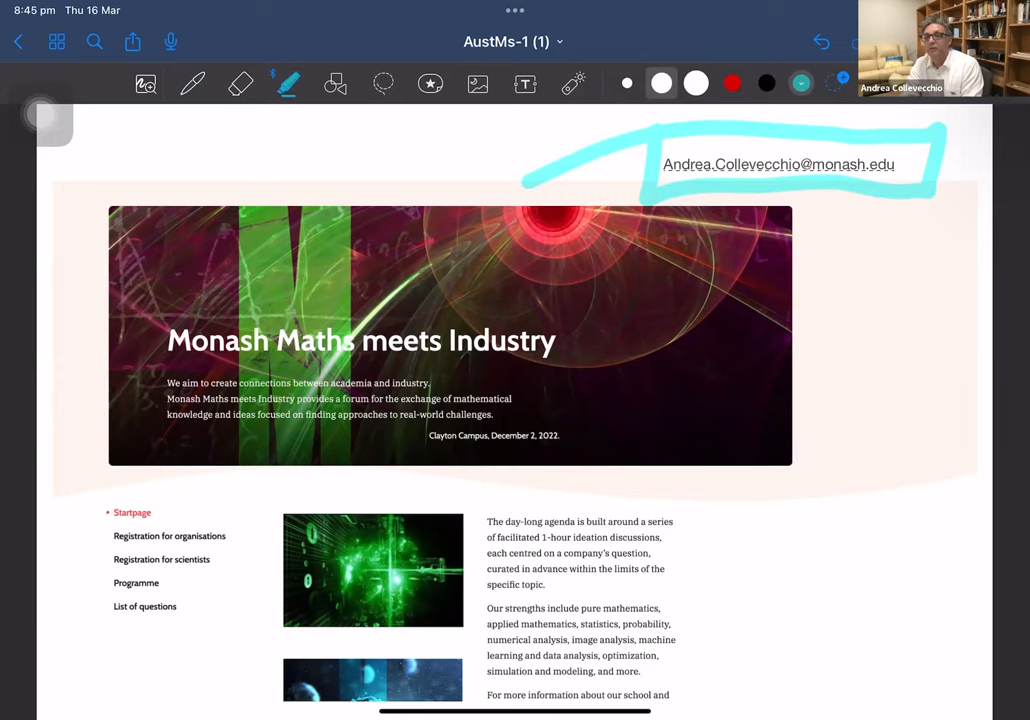 8:45 pm Thu 16 Mar
AustMs-1 (1)
Andrea Collevecchio
Andrea.Collevecchio@monash.edu
Monash Maths meets Industry
We aim to create connections between academia and industry.
Monash Maths meets Industry provides a forum for the exchange of mathematical
knowledge and ideas focused on finding approaches to real-world challenges.
Clayton Campus, December 2, 2022.
Startpage
Registration for organisations
Registration for scientists
Programme
List of questions
The day-long agenda is built around a series
of facilitated 1-hour ideation discussions,
each centred on a company's question,
curated in advance within the limits of the
specific topic.
Our strengths include pure mathematics,
applied mathematics, statistics, probability,
numerical analysis, image analysis, machine
learning and data analysis, optimization,
simulation and modeling, and more.
For more information about our school and